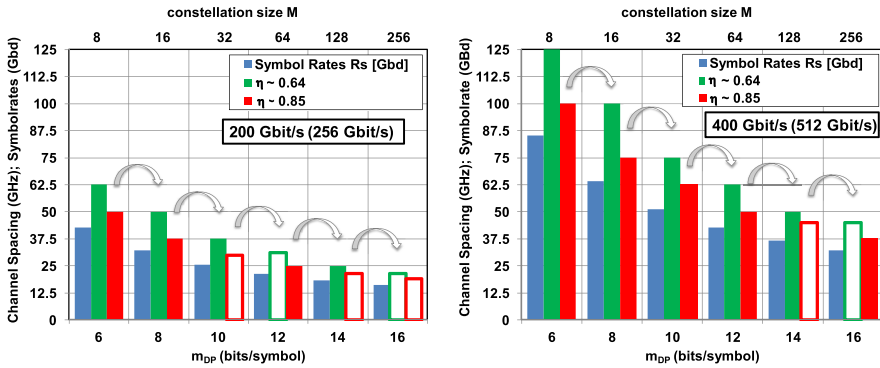 constellation size M
8 16 32 64 128 256
Channel Spacing (GHz); Symbolrates (Gbd)
125
112.5
100
87.5
75
62.5
50
37.5
25
12.5
0
Symbol Rates Rs [Gbd]
η ~ 0.64
η ~ 0.85
200 Gbit/s (256 Gbit/s)
6 8 10 12 14 16
mDP (bits/symbol)
constellation size M
8 16 32 64 128 256
Channel Spacing (GHz); Symbolrate (GBd)
125
112.5
100
87.5
75
62.5
50
37.5
25
12.5
0
Symbol Rates Rs [Gbd]
η ~ 0.64
η ~ 0.85
400 Gbit/s (512 Gbit/s)
6 8 10 12 14 16
mDP (bits/symbol)